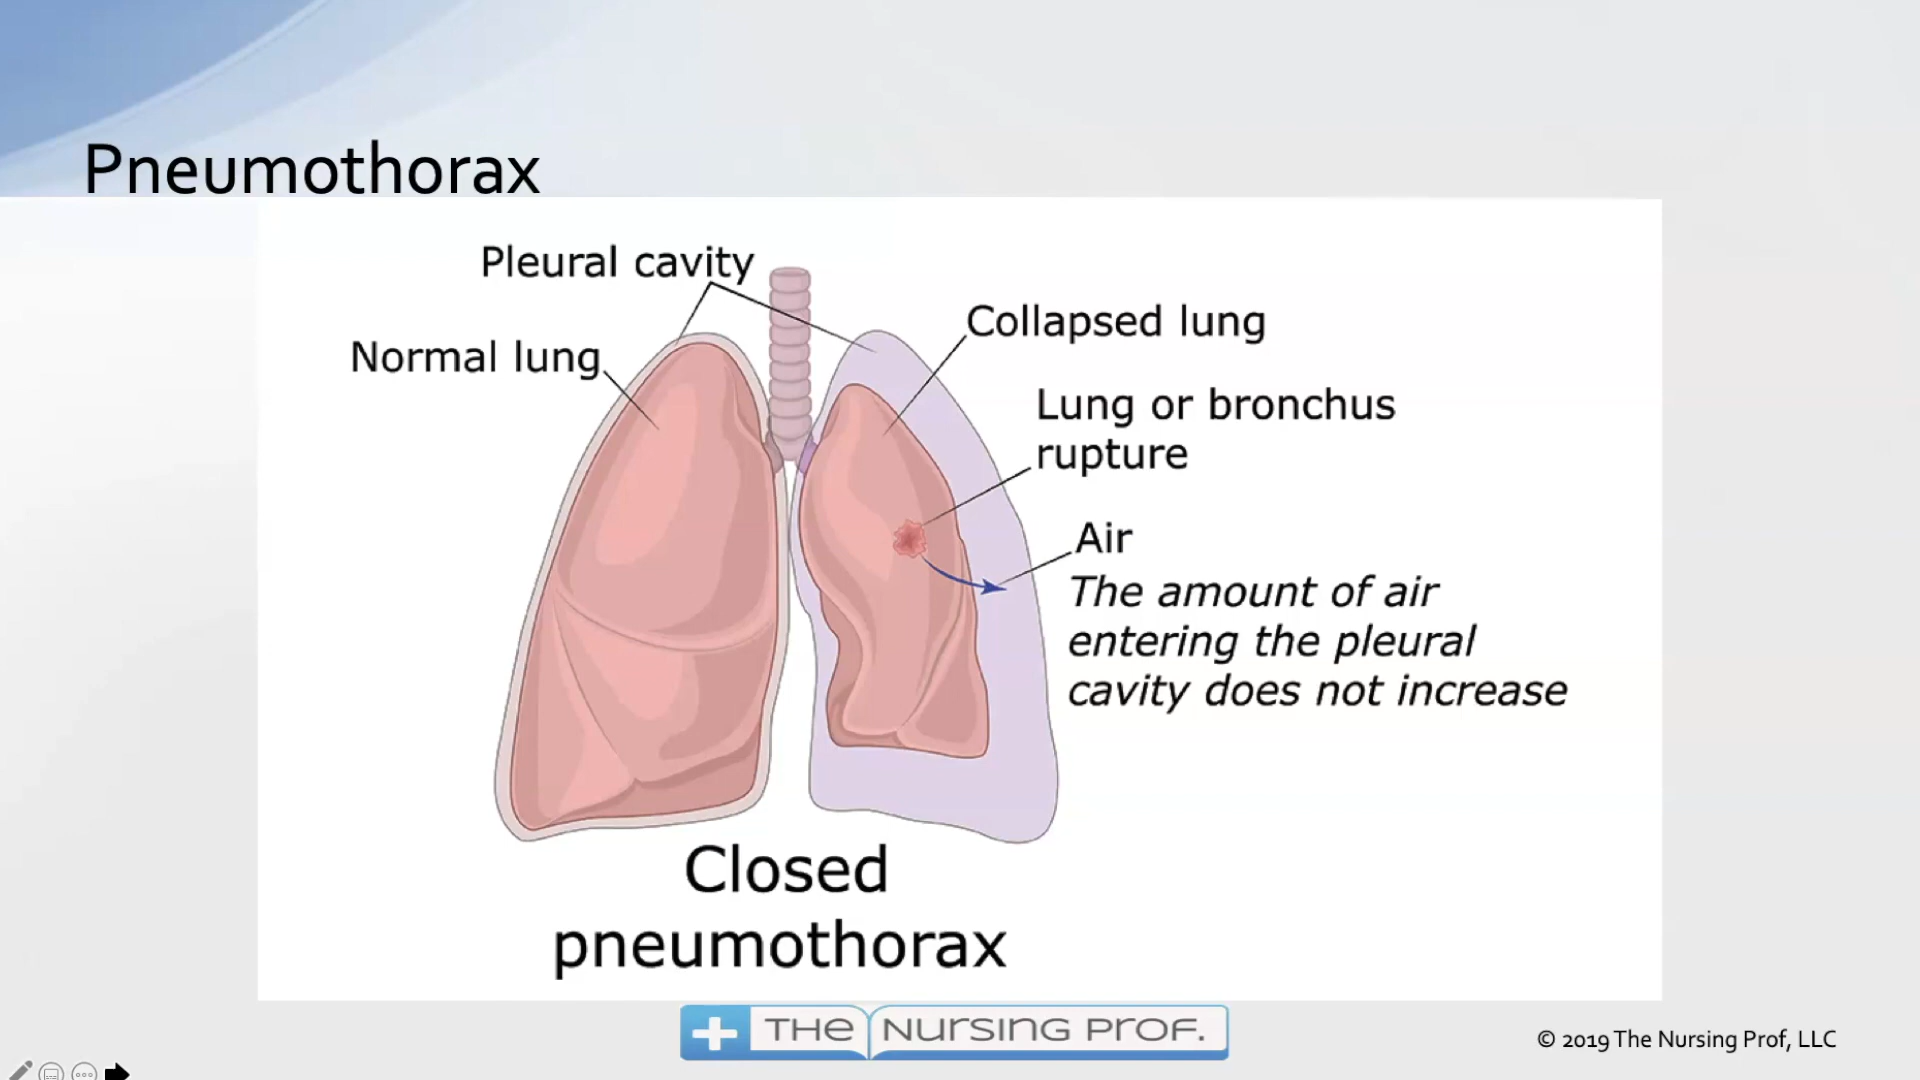 Pneumothorax
Pleural cavity
Normal lung
Collapsed lung
Lung or bronchus
rupture
Air
The amount of air
entering the pleural
cavity does not increase
Closed
pneumothorax
THE NURSING PROF.
© 2019 The Nursing Prof, LLC